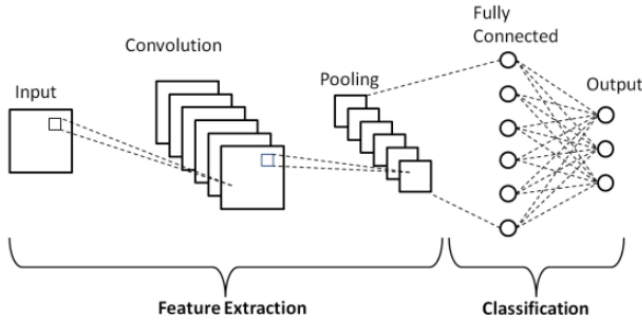 Input
Convolution
Pooling
Fully
Connected
Output
Feature Extraction
Classification